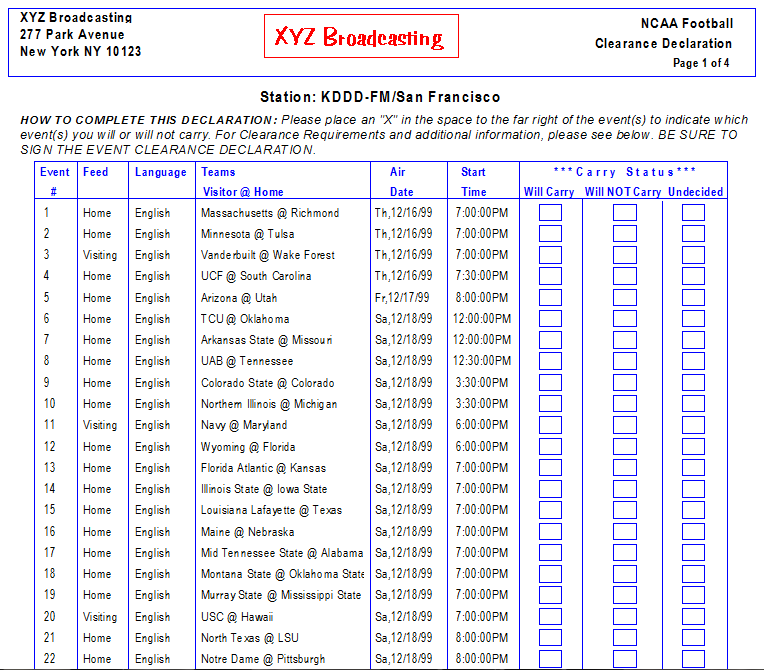 XYZ Broadcasting
277 Park Avenue
New York NY 10123
XYZ Broadcasting
NCAA Football
Clearance Declaration
Page 1 of 4
Station: KDDD-FM/San Francisco
HOW TO COMPLETE THIS DECLARATION: Please place an "X" in the space to the far right of the event(s) to indicate which
event(s) you will or will not carry. For Clearance Requirements and additional information, please see below. BE SURE TO
SIGN THE EVENT CLEARANCE DECLARATION.
Event Feed Language Teams Air Start ***Carry Status***
# Visitor @ Home Date Time Will Carry Will NOT Carry Undecided
1 Home English Massachusetts @ Richmond Th,12/16/99 7:00:00PM
2 Home English Minnesota @ Tulsa Th,12/16/99 7:00:00PM
3 Visiting English Vanderbuilt @ Wake Forest Th,12/16/99 7:00:00PM
4 Home English UCF @ South Carolina Th,12/16/99 7:30:00PM
5 Home English Arizona @ Utah Fr,12/17/99 8:00:00PM
6 Home English TCU @ Oklahoma Sa,12/18/99 12:00:00PM
7 Home English Arkansas State @ Missouri Sa,12/18/99 12:00:00PM
8 Home English UAB @ Tennessee Sa,12/18/99 12:30:00PM
9 Home English Colorado State @ Colorado Sa,12/18/99 3:30:00PM
10 Home English Northern Illinois @ Michigan Sa,12/18/99 3:30:00PM
11 Visiting English Navy @ Maryland Sa,12/18/99 6:00:00PM
12 Home English Wyoming @ Florida Sa,12/18/99 6:00:00PM
13 Home English Florida Atlantic @ Kansas Sa,12/18/99 7:00:00PM
14 Home English Illinois State @ Iowa State Sa,12/18/99 7:00:00PM
15 Home English Louisiana Lafayette @ Texas Sa,12/18/99 7:00:00PM
16 Home English Maine @ Nebraska Sa,12/18/99 7:00:00PM
17 Home English Mid Tennessee State @ Alabama Sa,12/18/99 7:00:00PM
18 Home English Montana State @ Oklahoma State Sa,12/18/99 7:00:00PM
19 Home English Murray State @ Mississippi State Sa,12/18/99 7:00:00PM
20 Visiting English USC @ Hawaii Sa,12/18/99 7:00:00PM
21 Home English North Texas @ LSU Sa,12/18/99 8:00:00PM
22 Home English Notre Dame @ Pittsburgh Sa,12/18/99 8:00:00PM